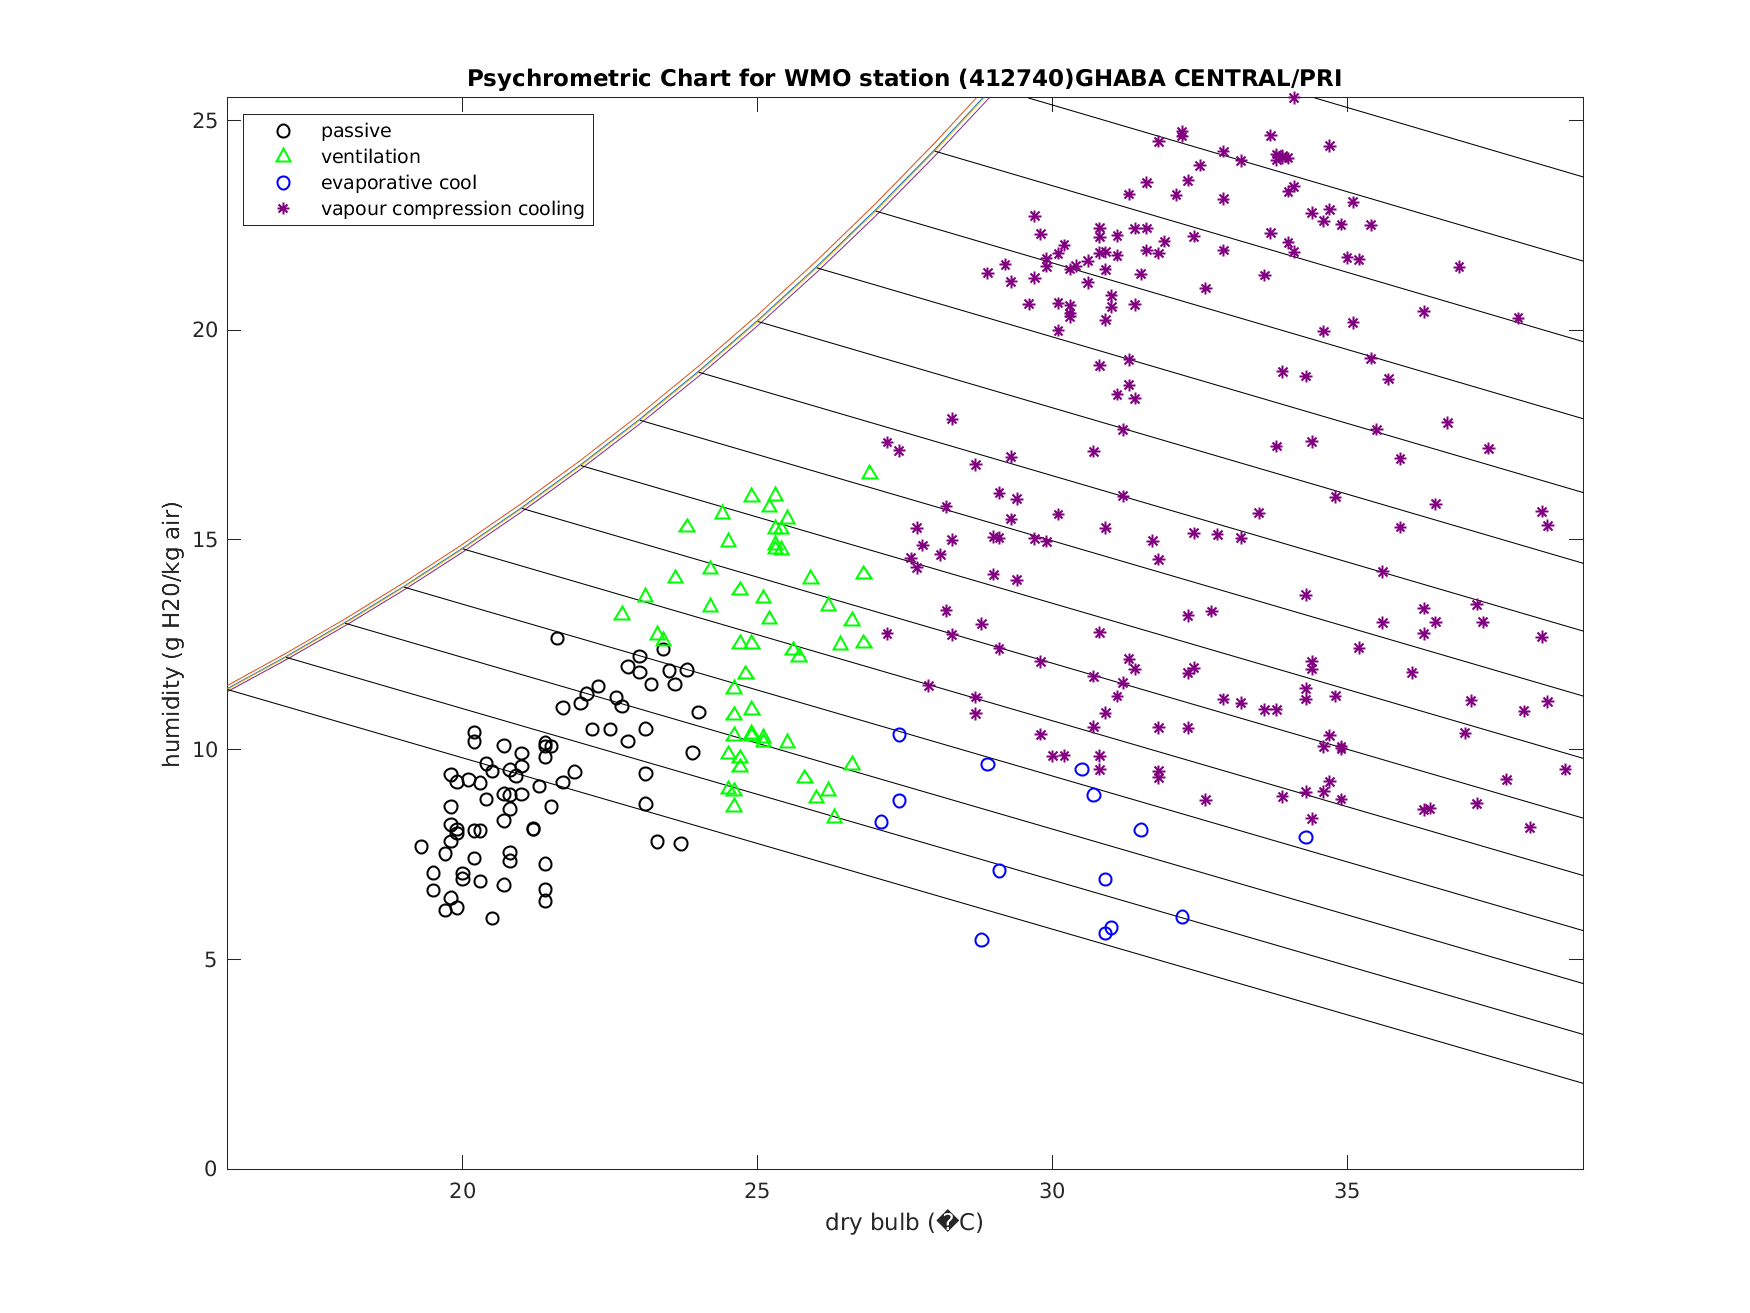 Psychrometric Chart for WMO station (412740)GHABA CENTRAL/PRI
passive
ventilation
evaporative cool
vapour compression cooling
humidity (g H20/kg air)
25
20
15
10
5
0
20 25 30 35
dry bulb (�C)